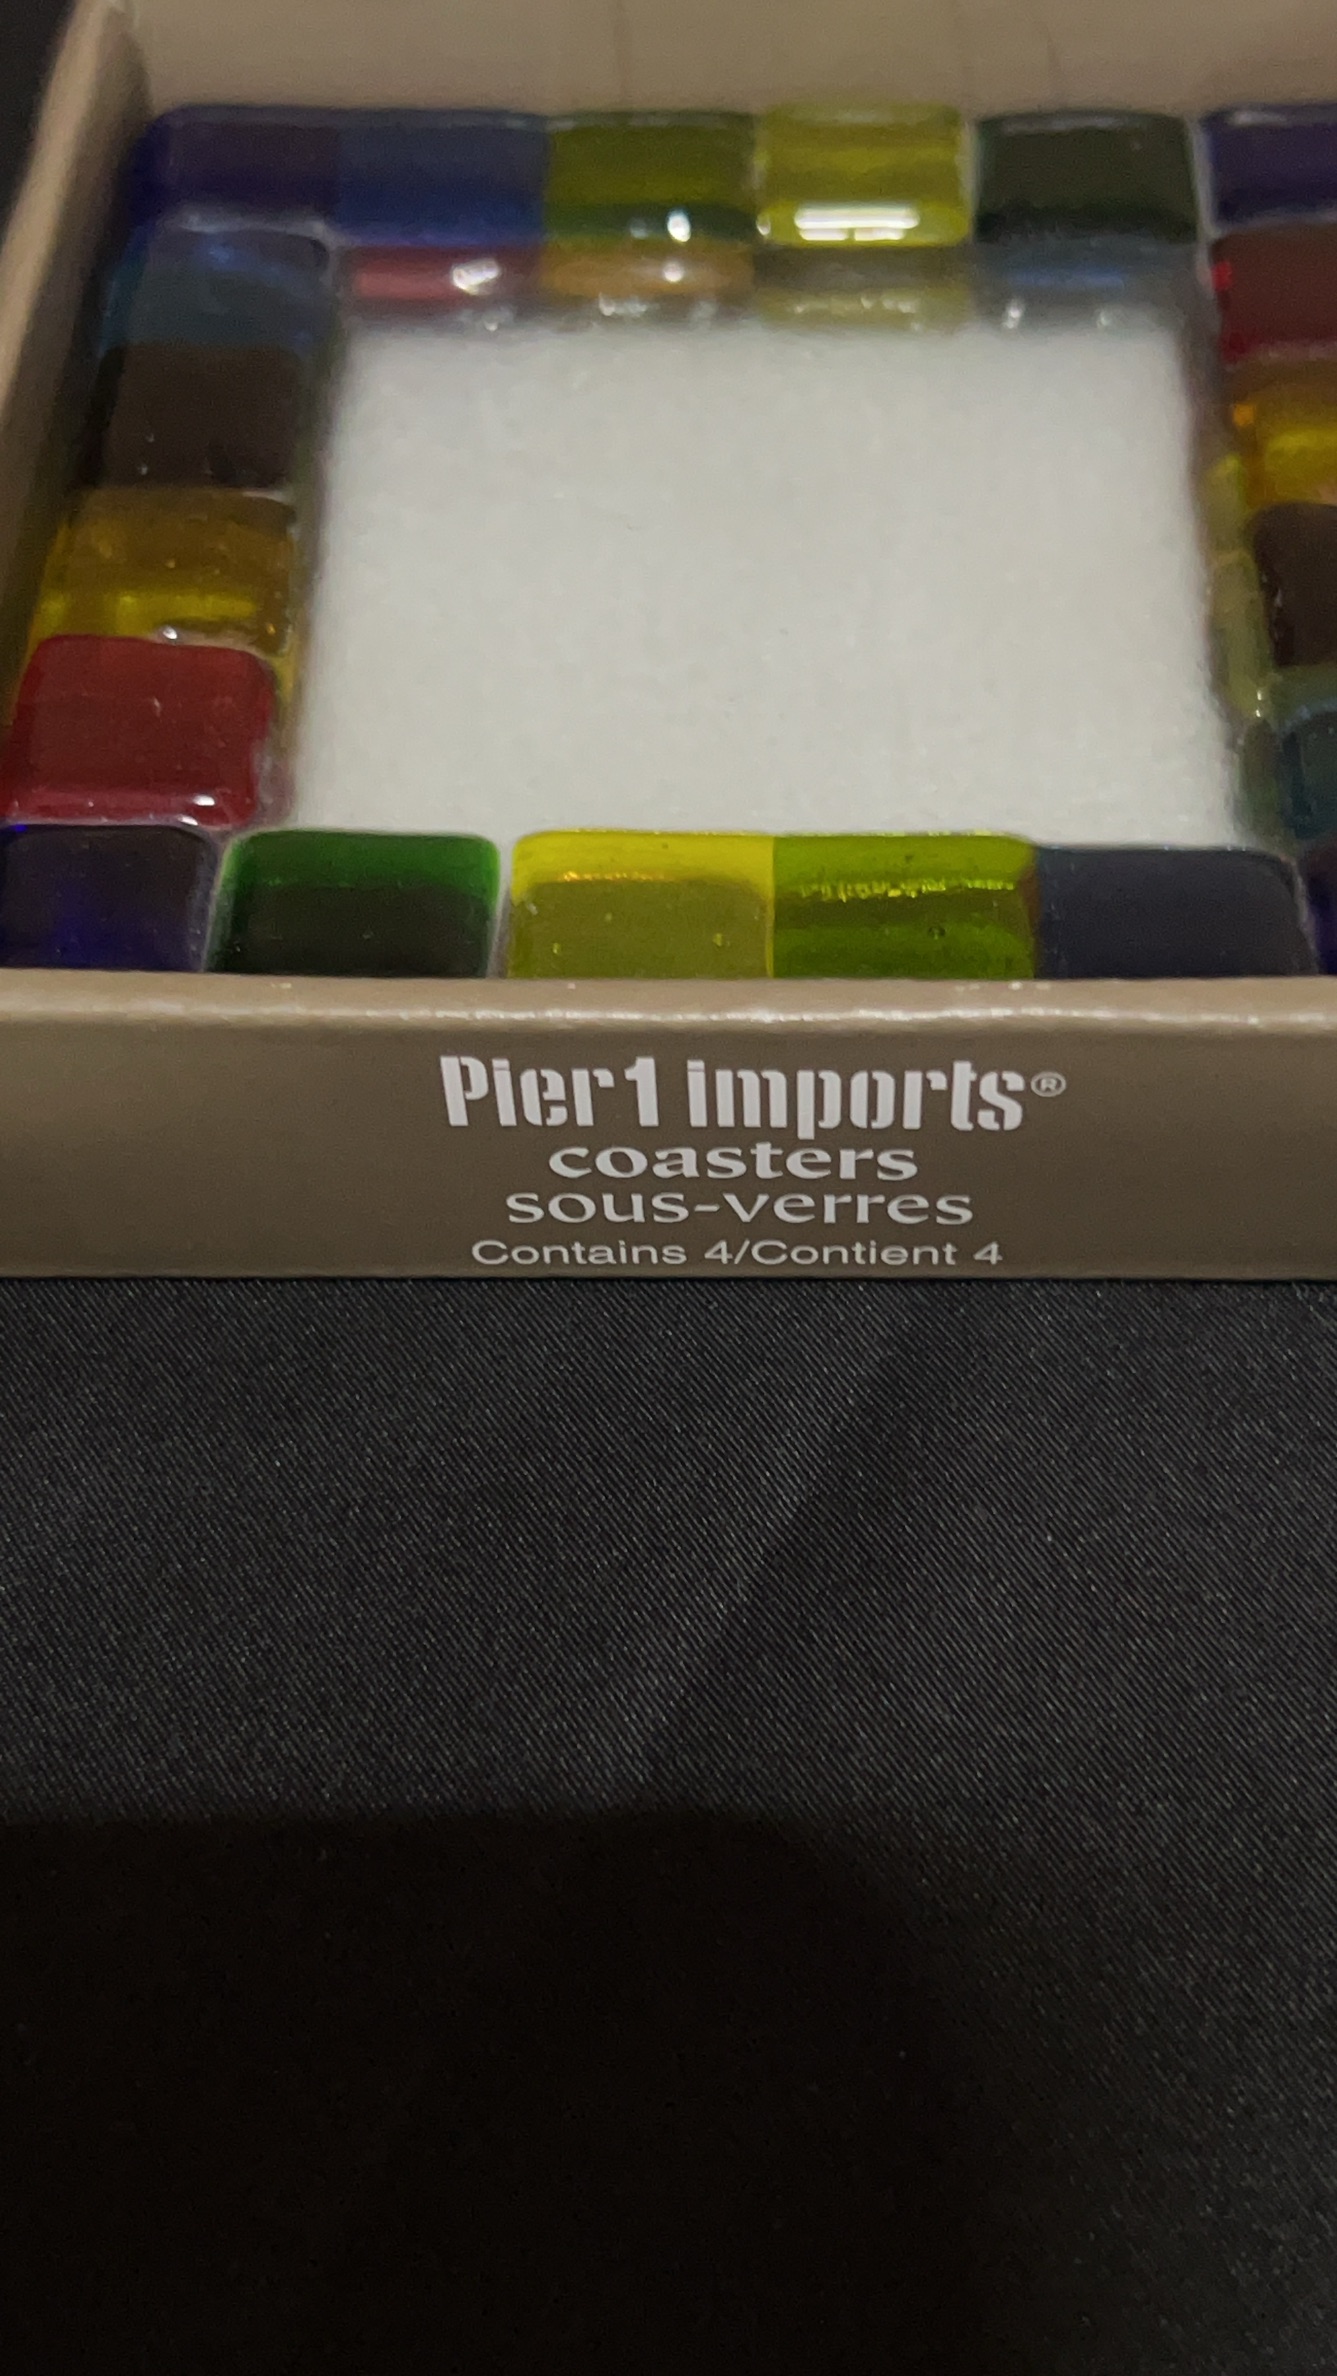 Pier1 imports®
coasters
sous-verres
Contains 4/Contient 4